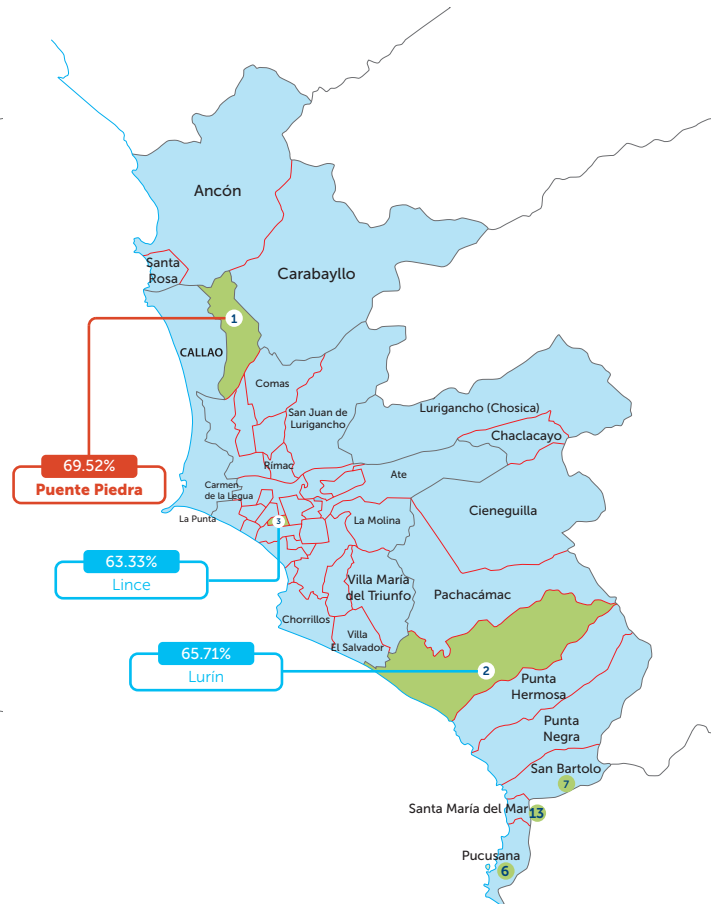 Ancón
Santa
Rosa
Carabayllo
1
CALLAO
Comas
San Juan de
Lurigancho
Lurigancho (Chosica)
Chaclacayo
69.52%
Puente Piedra
Rímac
Ate
Carmen
de la Legua
La Punta
3
La Molina
Cieneguilla
63.33%
Lince
Villa María
del Triunfo
Pachacámac
Chorrillos
Villa
El Salvador
65.71%
Lurín
2
Punta
Hermosa
Punta
Negra
San Bartolo
7
Santa María del Mar
13
Pucusana
6